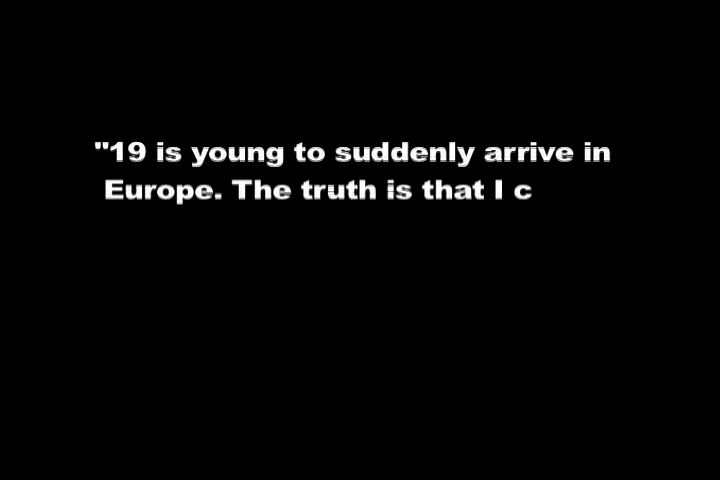 "19 is young to suddenly arrive in
Europe. The truth is that I c